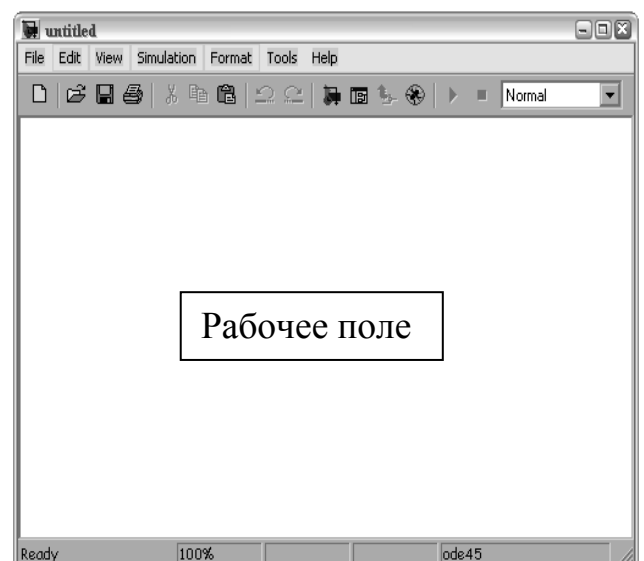 untitled
File Edit View Simulation Format Tools Help
Normal
Рабочее поле
Ready 100% ode45